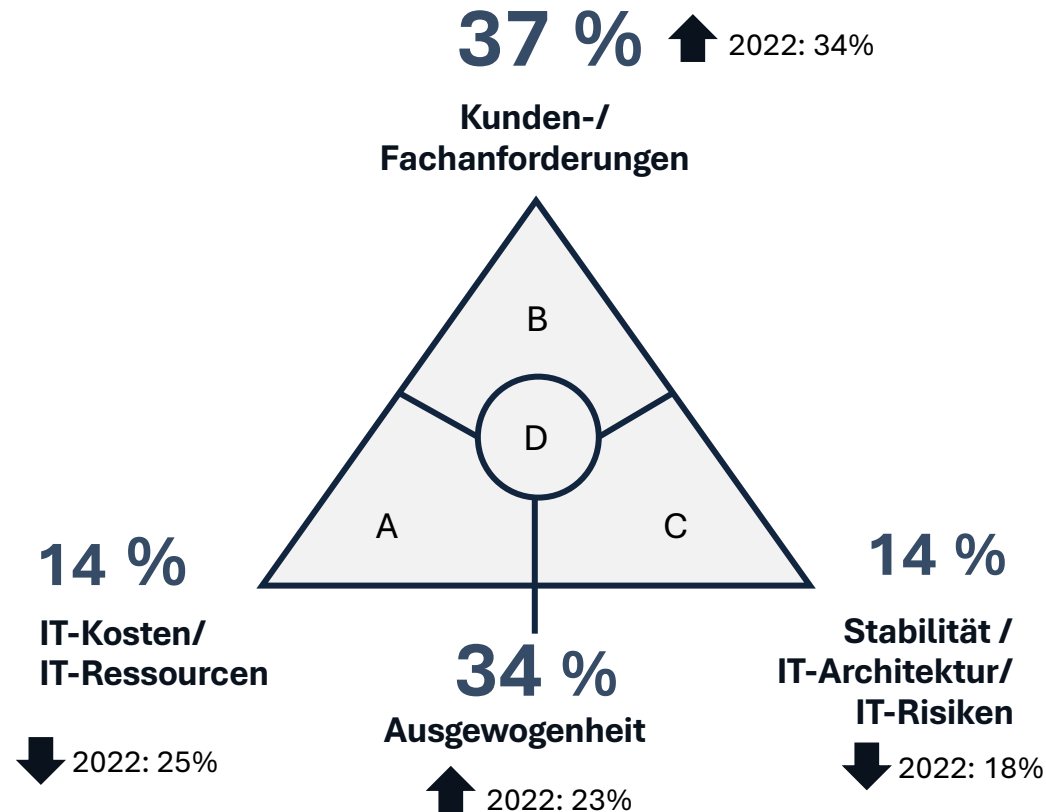 37 %
2022: 34%
Kunden-/
Fachanforderungen
B
D
A
C
14 %
IT-Kosten/
IT-Ressourcen
2022: 25%
34 %
Ausgewogenheit
2022: 23%
14 %
Stabilität /
IT-Architektur/
IT-Risiken
2022: 18%